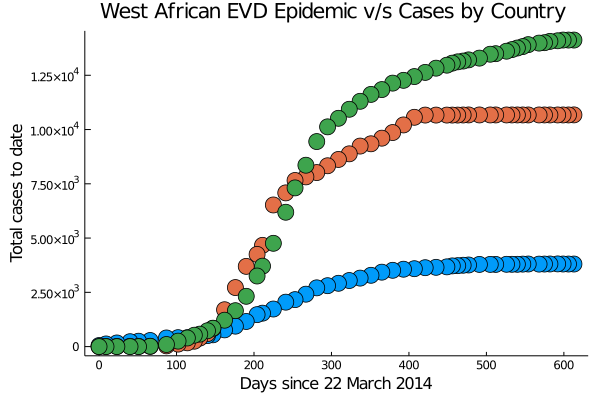 West African EVD Epidemic v/s Cases by Country
Total cases to date
1.25×10⁴
1.00×10⁴
7.50×10³
5.00×10³
2.50×10³
0
0 100 200 300 400 500 600
Days since 22 March 2014